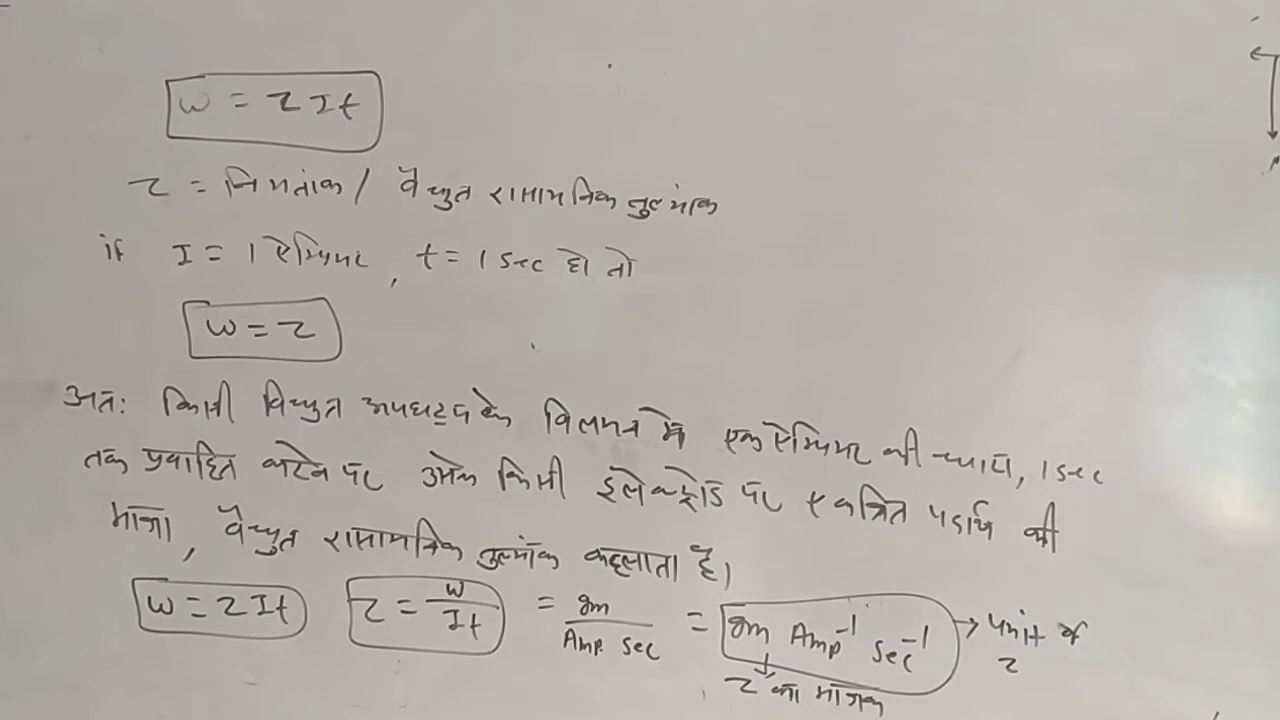 W = ZIt
Z = नियतांक / वैद्युत रासायनिक तुल्यांक
if I = 1 ऐम्पियर, t = 1 sec हो तो
W = Z
अतः किसी विद्युत अपघट्य के विलयन में एक ऐम्पियर की धारा, 1 sec
तक प्रवाहित करने पर उसके किसी इलेक्ट्रोड पर एकत्रित पदार्थ की
मात्रा, वैद्युत रासायनिक तुल्यांक कहलाता है।
W = ZIt Z = W/It = gm/Amp. sec = gm Amp⁻¹ sec⁻¹ → unit of Z
Z का मात्रक